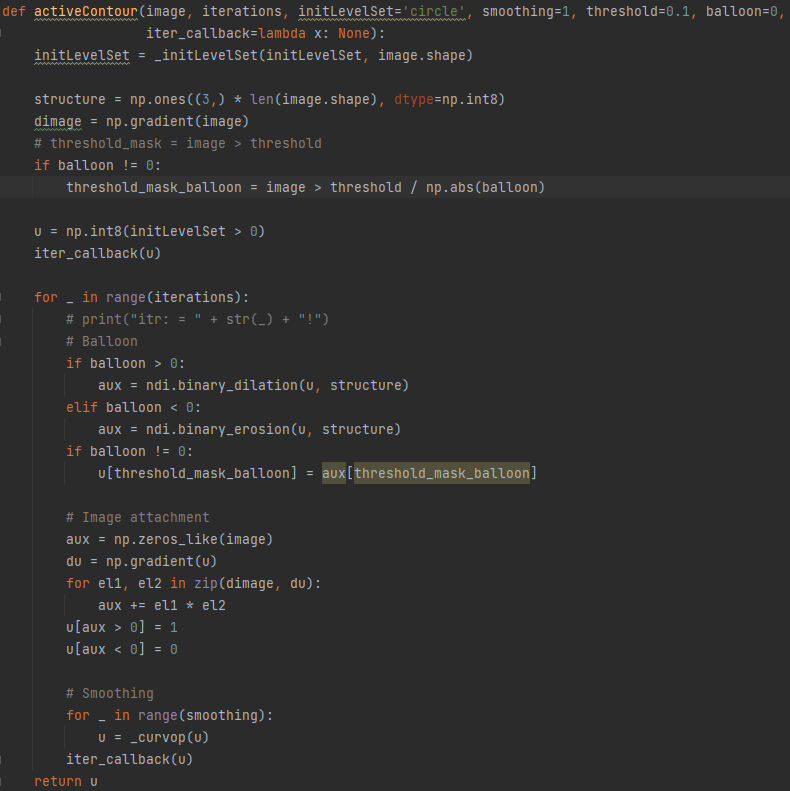 def activeContour(image, iterations, initLevelSet='circle', smoothing=1, threshold=0.1, balloon=0,
                  iter_callback=lambda x: None):
    initLevelSet = _initLevelSet(initLevelSet, image.shape)

    structure = np.ones((3,) * len(image.shape), dtype=np.int8)
    dimage = np.gradient(image)
    # threshold_mask = image > threshold
    if balloon != 0:
        threshold_mask_balloon = image > threshold / np.abs(balloon)

    u = np.int8(initLevelSet > 0)
    iter_callback(u)

    for _ in range(iterations):
        # print("itr: = " + str(_) + "!")
        # Balloon
        if balloon > 0:
            aux = ndi.binary_dilation(u, structure)
        elif balloon < 0:
            aux = ndi.binary_erosion(u, structure)
        if balloon != 0:
            u[threshold_mask_balloon] = aux[threshold_mask_balloon]

        # Image attachment
        aux = np.zeros_like(image)
        du = np.gradient(u)
        for el1, el2 in zip(dimage, du):
            aux += el1 * el2
        u[aux > 0] = 1
        u[aux < 0] = 0

        # Smoothing
        for _ in range(smoothing):
            u = _curvop(u)
        iter_callback(u)
    return u